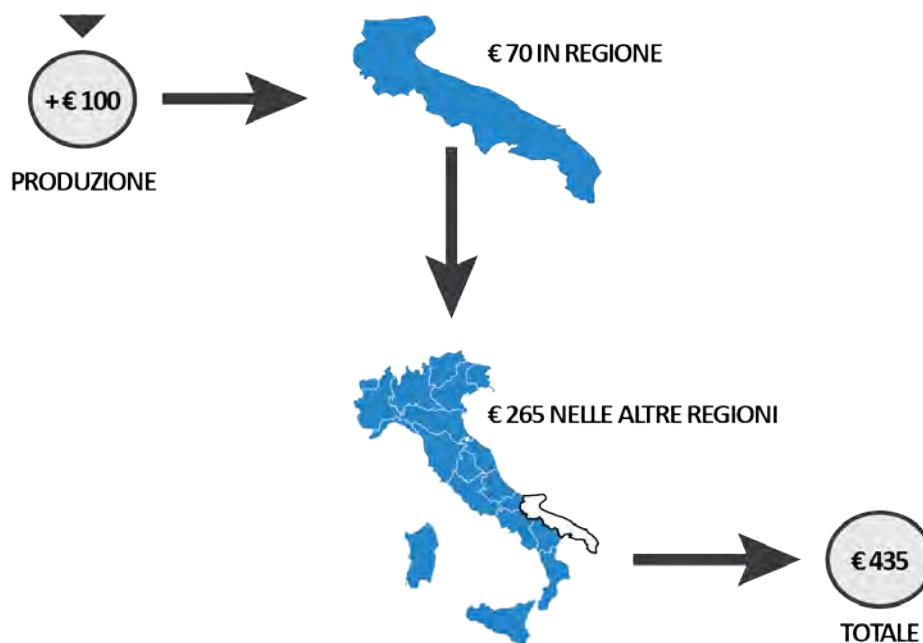 + € 100
PRODUZIONE
€ 70 IN REGIONE
€ 265 NELLE ALTRE REGIONI
€ 435
TOTALE